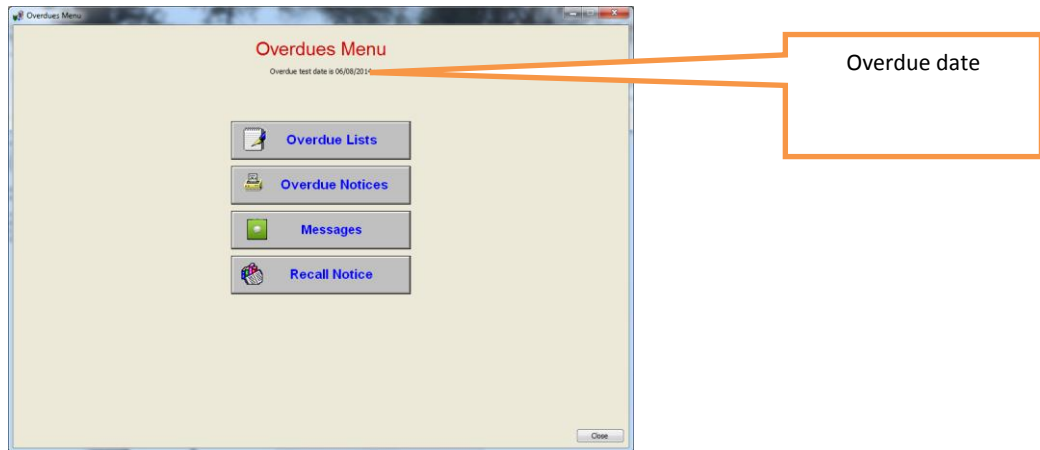 Overdues Menu
Overdues Menu
Overdue test date is 06/08/2014
Overdue date
Overdue Lists
Overdue Notices
Messages
Recall Notice
Close